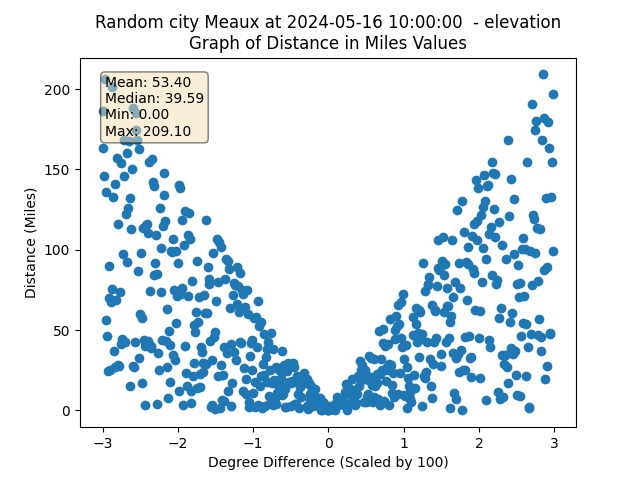 Random city Meaux at 2024-05-16 10:00:00  - elevation
Graph of Distance in Miles Values
Mean: 53.40
Median: 39.59
Min: 0.00
Max: 209.10
200
150
100
50
0
Distance (Miles)
−3 −2 −1 0 1 2 3
Degree Difference (Scaled by 100)